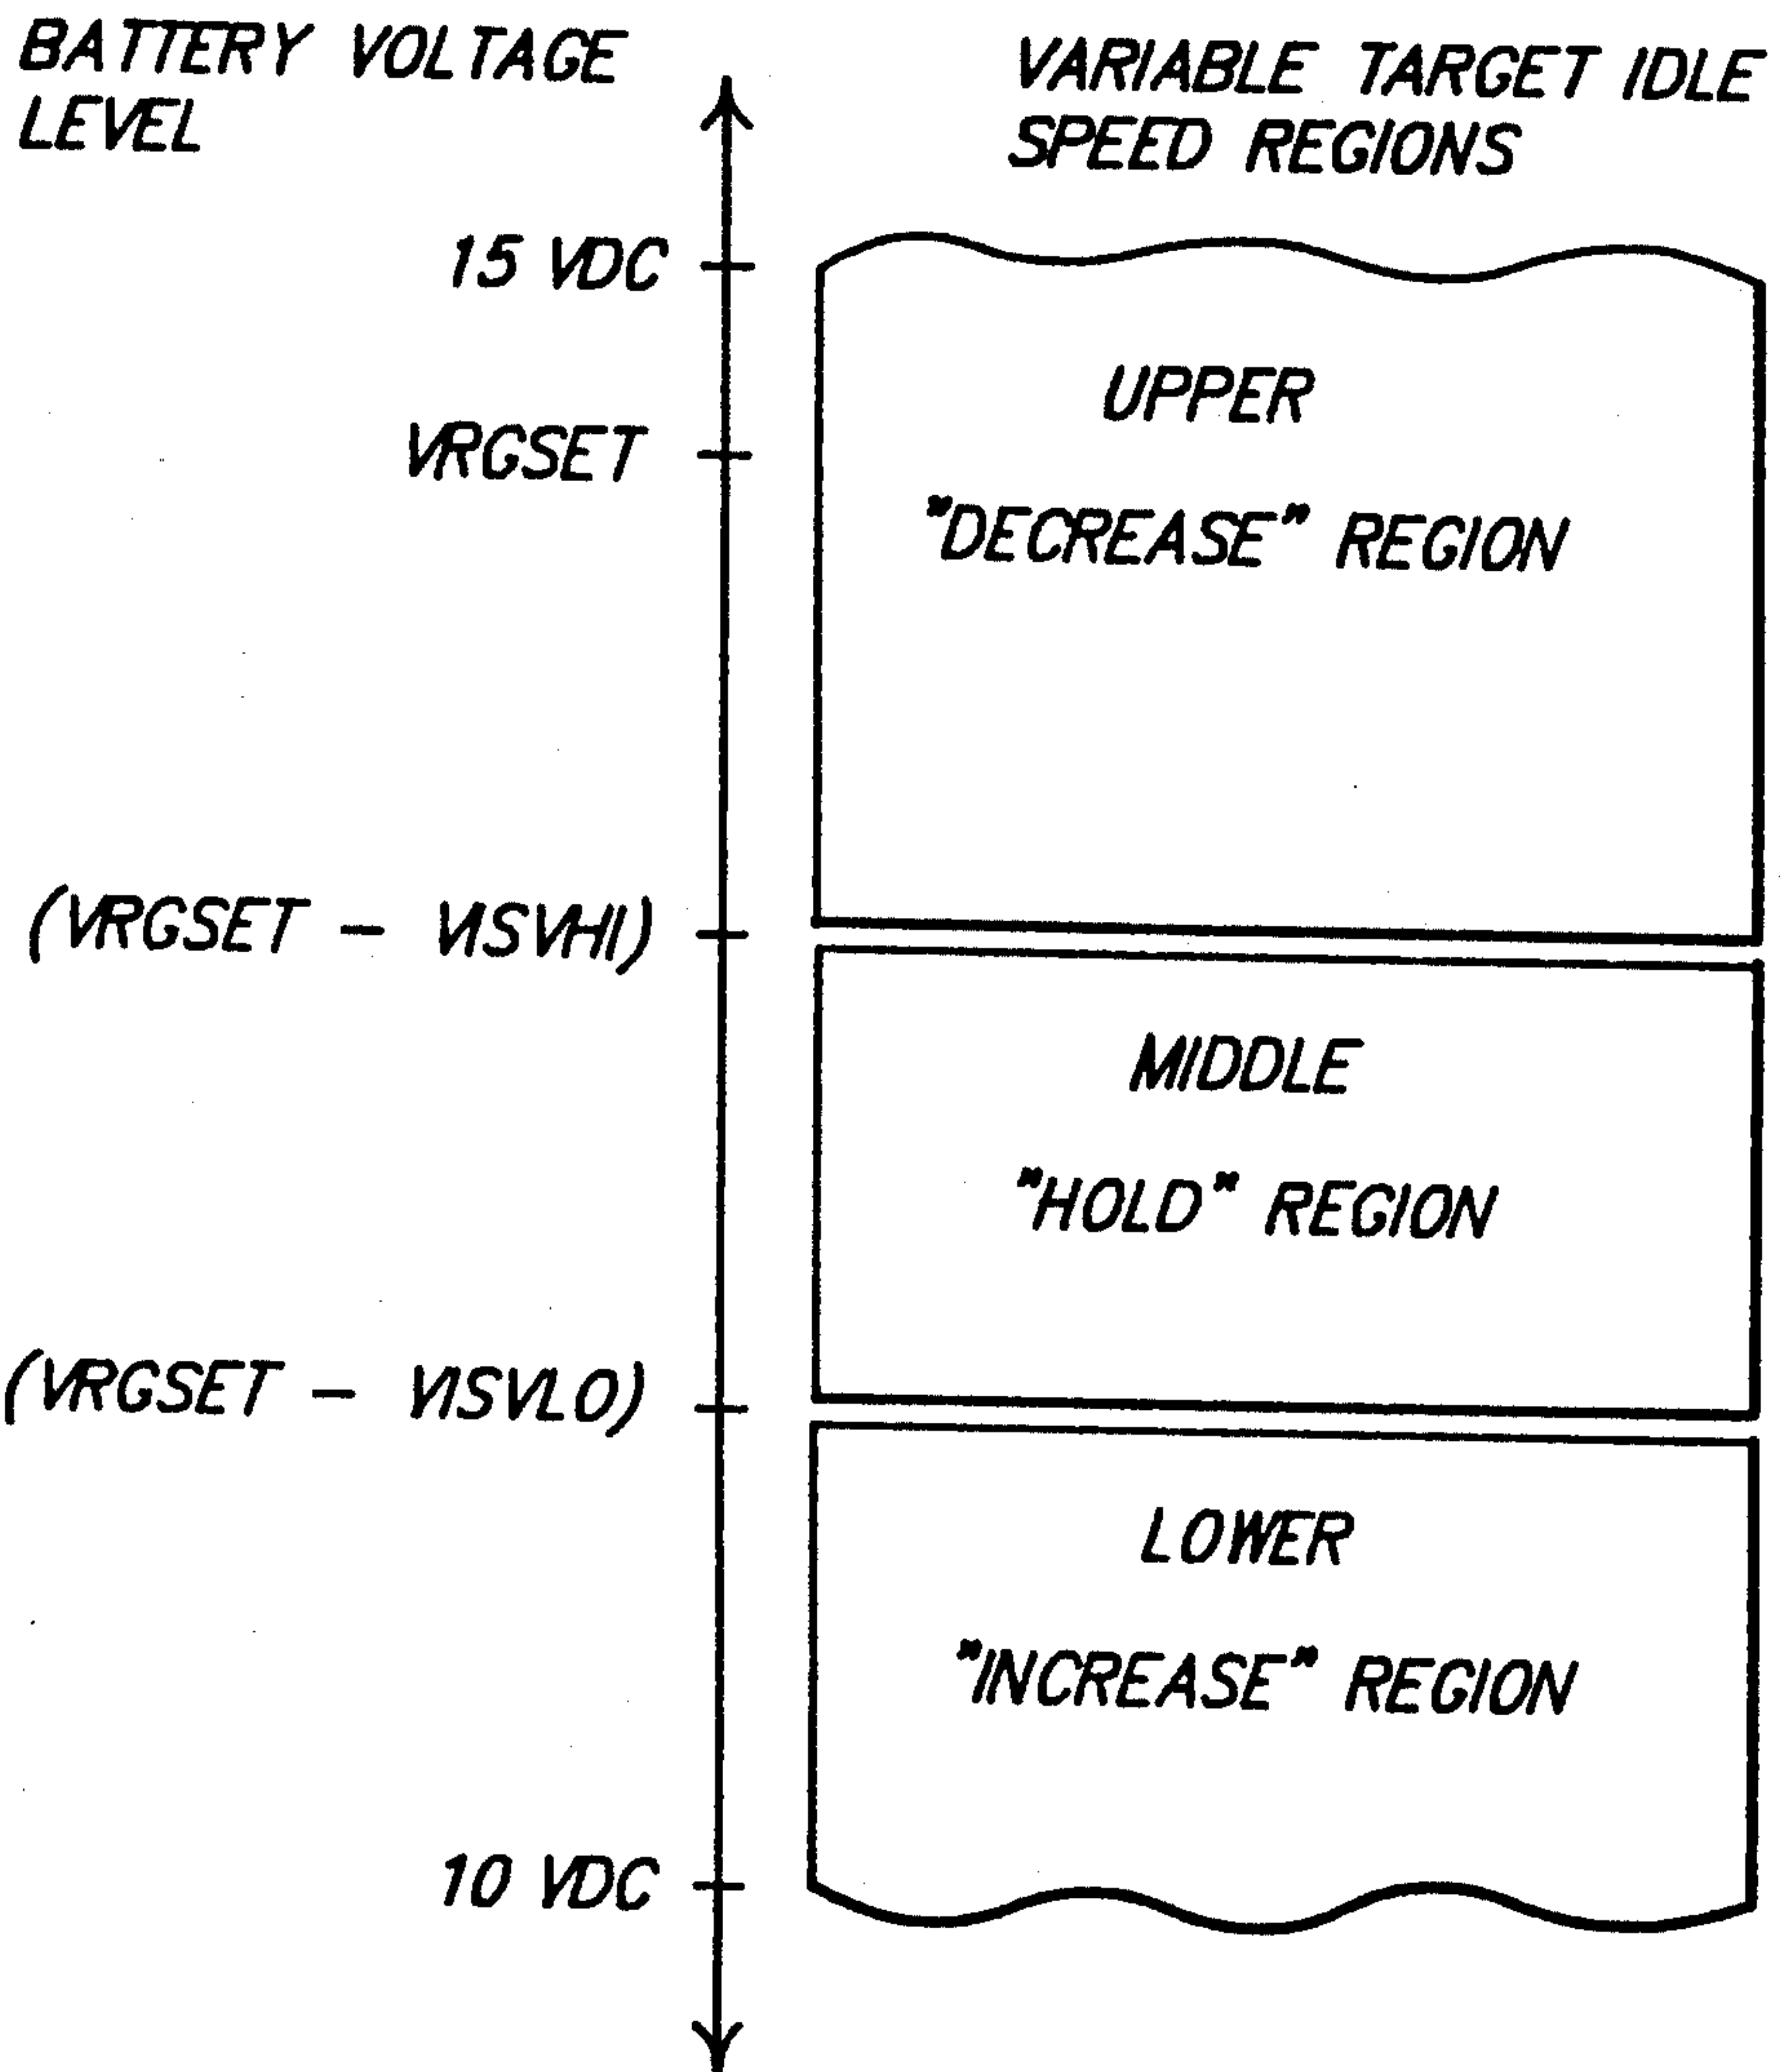 BATTERY VOLTAGE
LEVEL
VARIABLE TARGET IDLE
SPEED REGIONS
15 VDC
UPPER
VRGSET
"DECREASE" REGION
(VRGSET - VISVHI)
MIDDLE
"HOLD" REGION
(VRGSET - VISVLO)
LOWER
"INCREASE" REGION
10 VDC